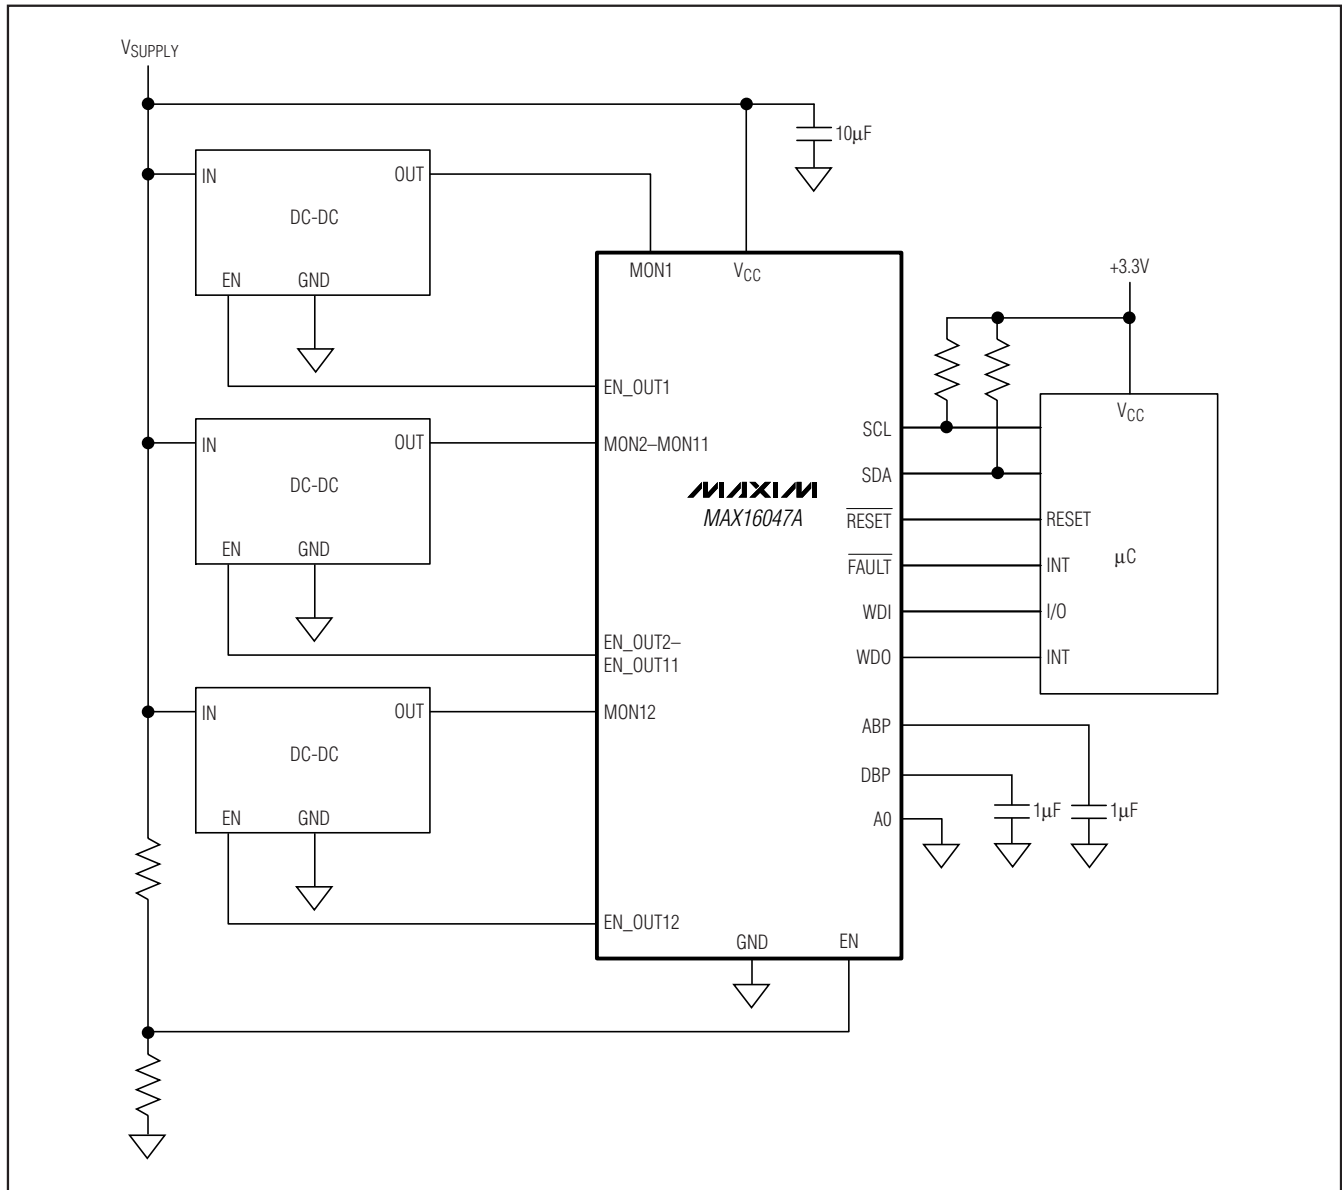 VSUPPLY
10µF
IN
OUT
DC-DC
EN
GND
MON1
VCC
+3.3V
EN_OUT1
IN
OUT
MON2–MON11
DC-DC
EN
GND
MAXIM
MAX16047A
SCL
SDA
RESET
FAULT
WDI
WDO
VCC
RESET
INT
µC
I/O
INT
EN_OUT2–
EN_OUT11
IN
OUT
MON12
DC-DC
EN
GND
ABP
DBP
A0
1µF
1µF
EN_OUT12
GND
EN